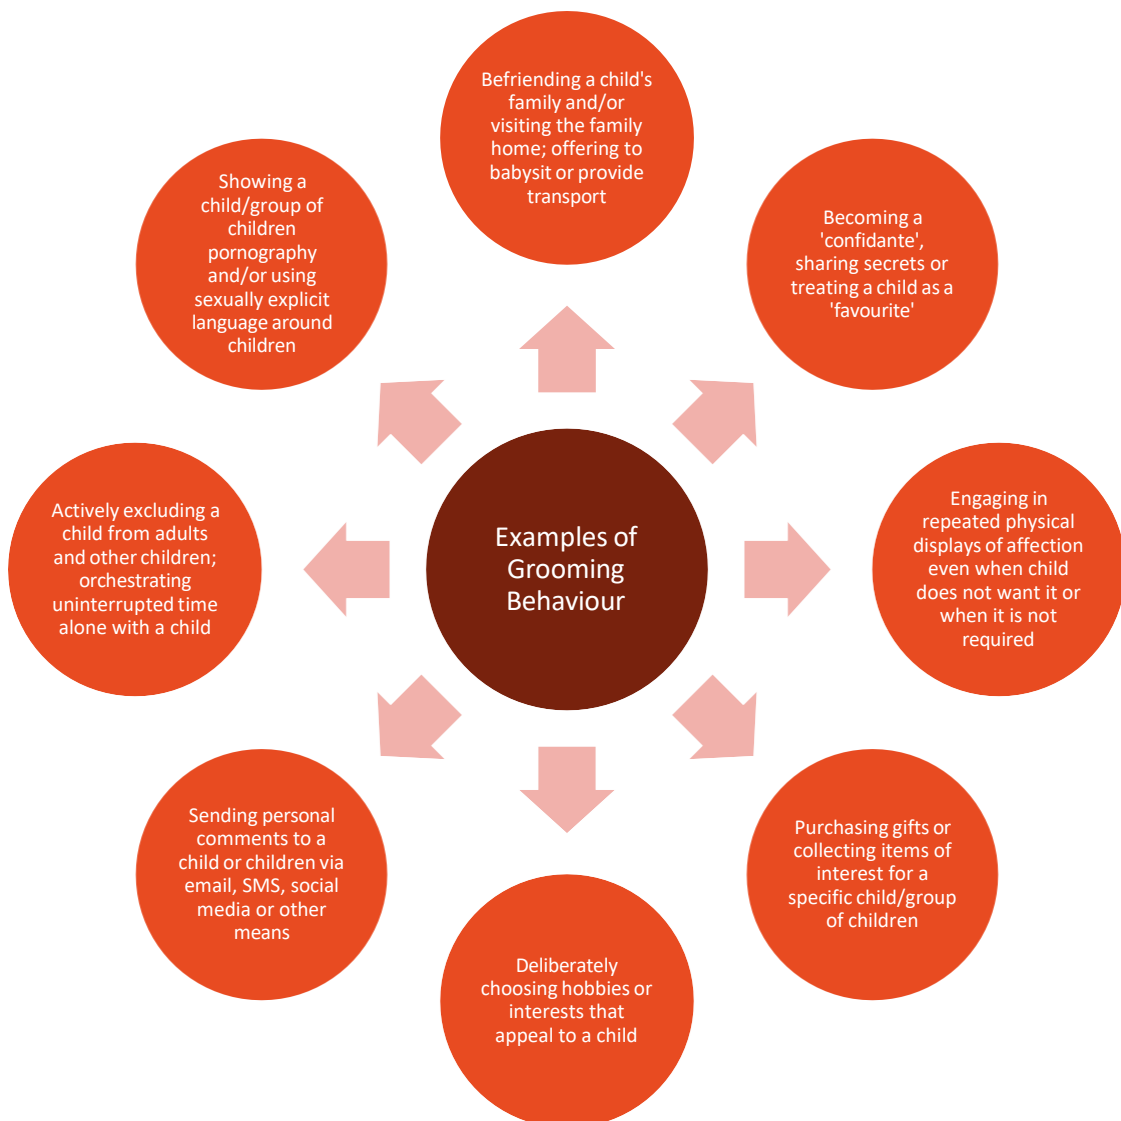 Befriending a child's
family and/or
visiting the family
home; offering to
babysit or provide
transport
Becoming a
'confidante',
sharing secrets or
treating a child as a
'favourite'
Engaging in
repeated physical
displays of affection
even when child
does not want it or
when it is not
required
Purchasing gifts or
collecting items of
interest for a
specific child/group
of children
Deliberately
choosing hobbies or
interests that
appeal to a child
Sending personal
comments to a
child or children via
email, SMS, social
media or other
means
Actively excluding a
child from adults
and other children;
orchestrating
uninterrupted time
alone with a child
Showing a
child/group of
children
pornography
and/or using
sexually explicit
language around
children
Examples of
Grooming
Behaviour